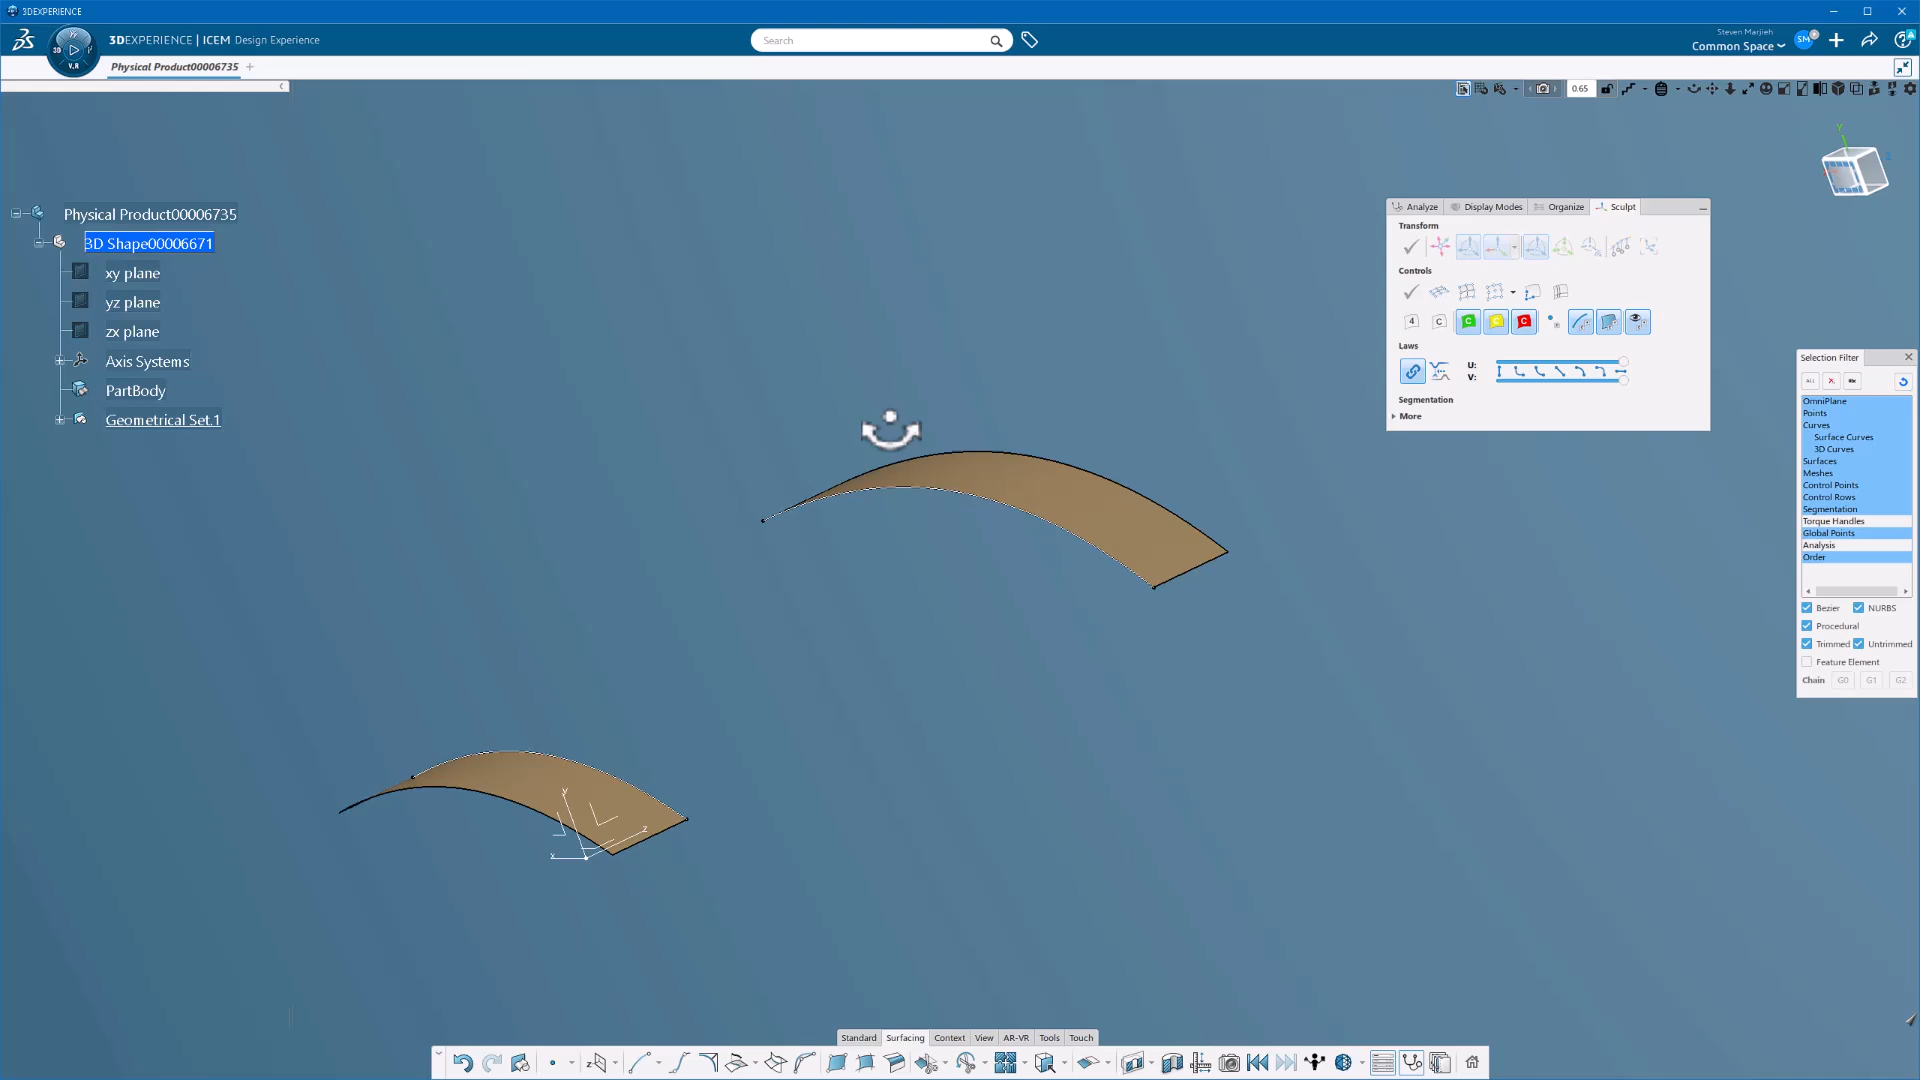 3DEXPERIENCE
3DEXPERIENCE | ICEM Design Experience
V.R
3D
Search
Steven Marjieh
Common Space
SM
Physical Product00006735
0.65
Y
Physical Product00006735
3D Shape00006671
xy plane
yz plane
zx plane
Axis Systems
PartBody
Geometrical Set.1
Analyze
Display Modes
Organize
Sculpt
Transform
Controls
4
C
C
C
C
Laws
U:
V:
Segmentation
More
Selection Filter
ALL
OmniPlane
Points
Curves
Surface Curves
3D Curves
Surfaces
Meshes
Control Points
Control Rows
Segmentation
Torque Handles
Global Points
Analysis
Order
Bezier
NURBS
Procedural
Trimmed
Untrimmed
Feature Element
Chain
G0
G1
G2
y
z
x
Standard
Surfacing
Context
View
AR-VR
Tools
Touch